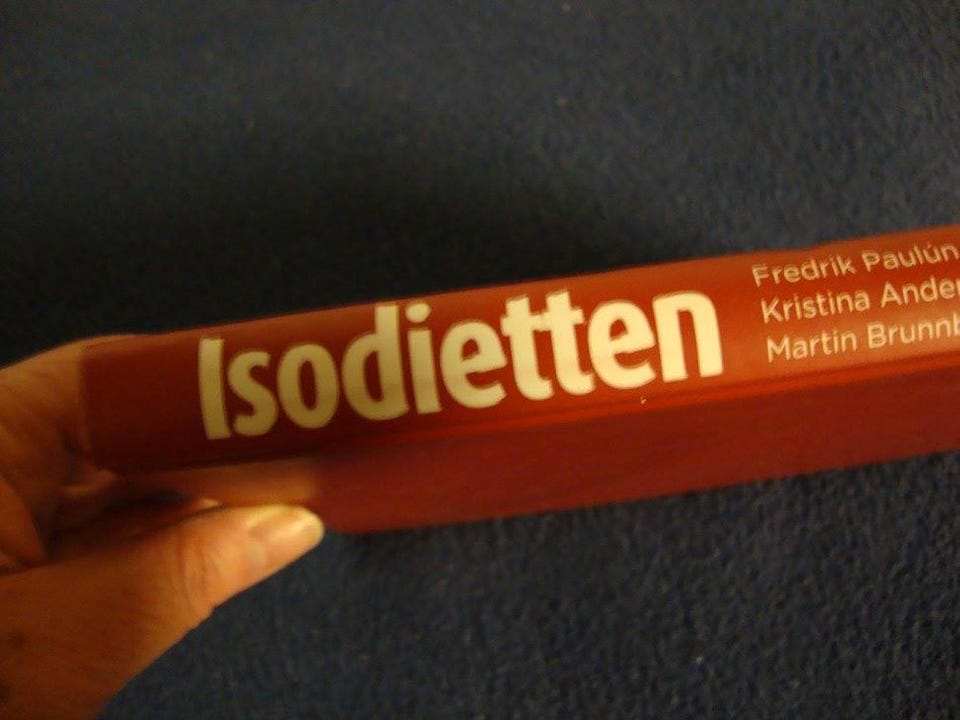 Isodietten
Fredrik Paulún,
Kristina
Martin